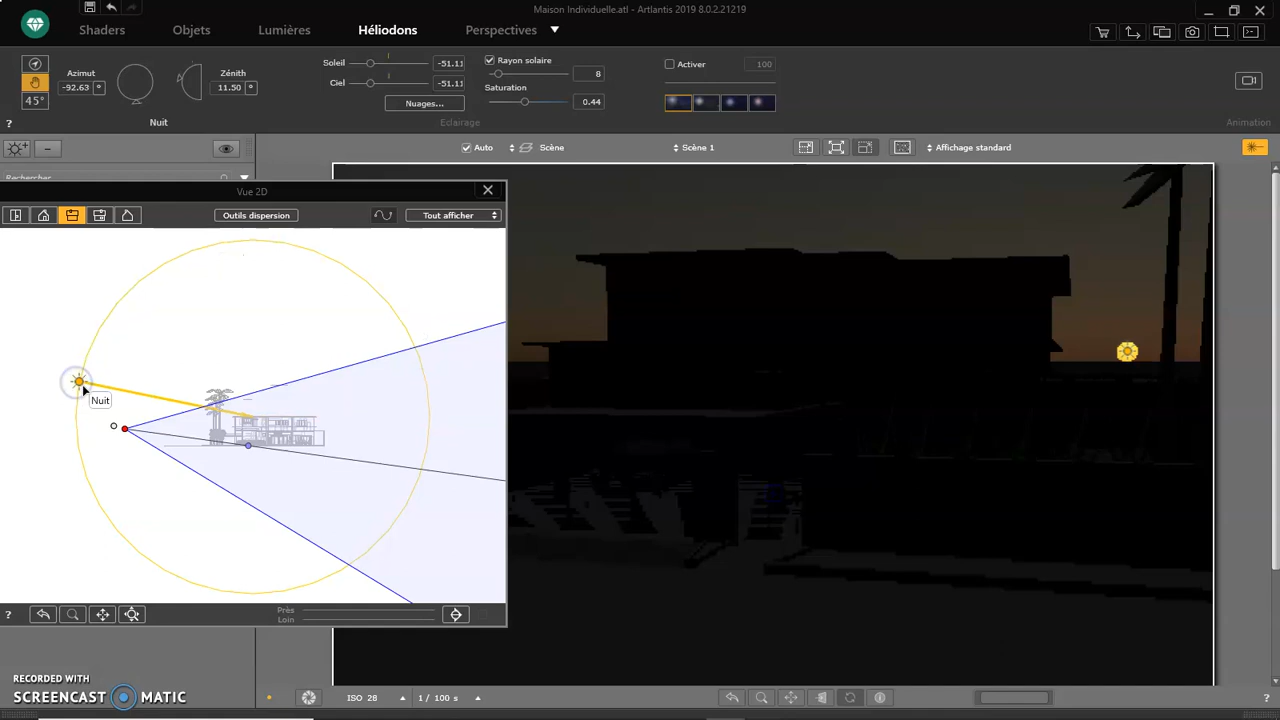 Maison Individuelle.atl - Artlantis 2019 8.0.2.21219
Shaders Objets Lumières Héliodons Perspectives
Azimut Zénith
-92.63 ° 11.50 °
45°
? Nuit
Soleil -51.11
Ciel -51.11
Nuages...
Rayon solaire 8
Saturation 0.44
Eclairage
Activer 100
Animation
Auto Scène Scène 1 Affichage standard
Rechercher
Vue 2D
Outils dispersion Tout afficher
Nuit
? Près
Loin
RECORDED WITH
SCREENCAST MATIC
ISO 28 1 / 100 s ?